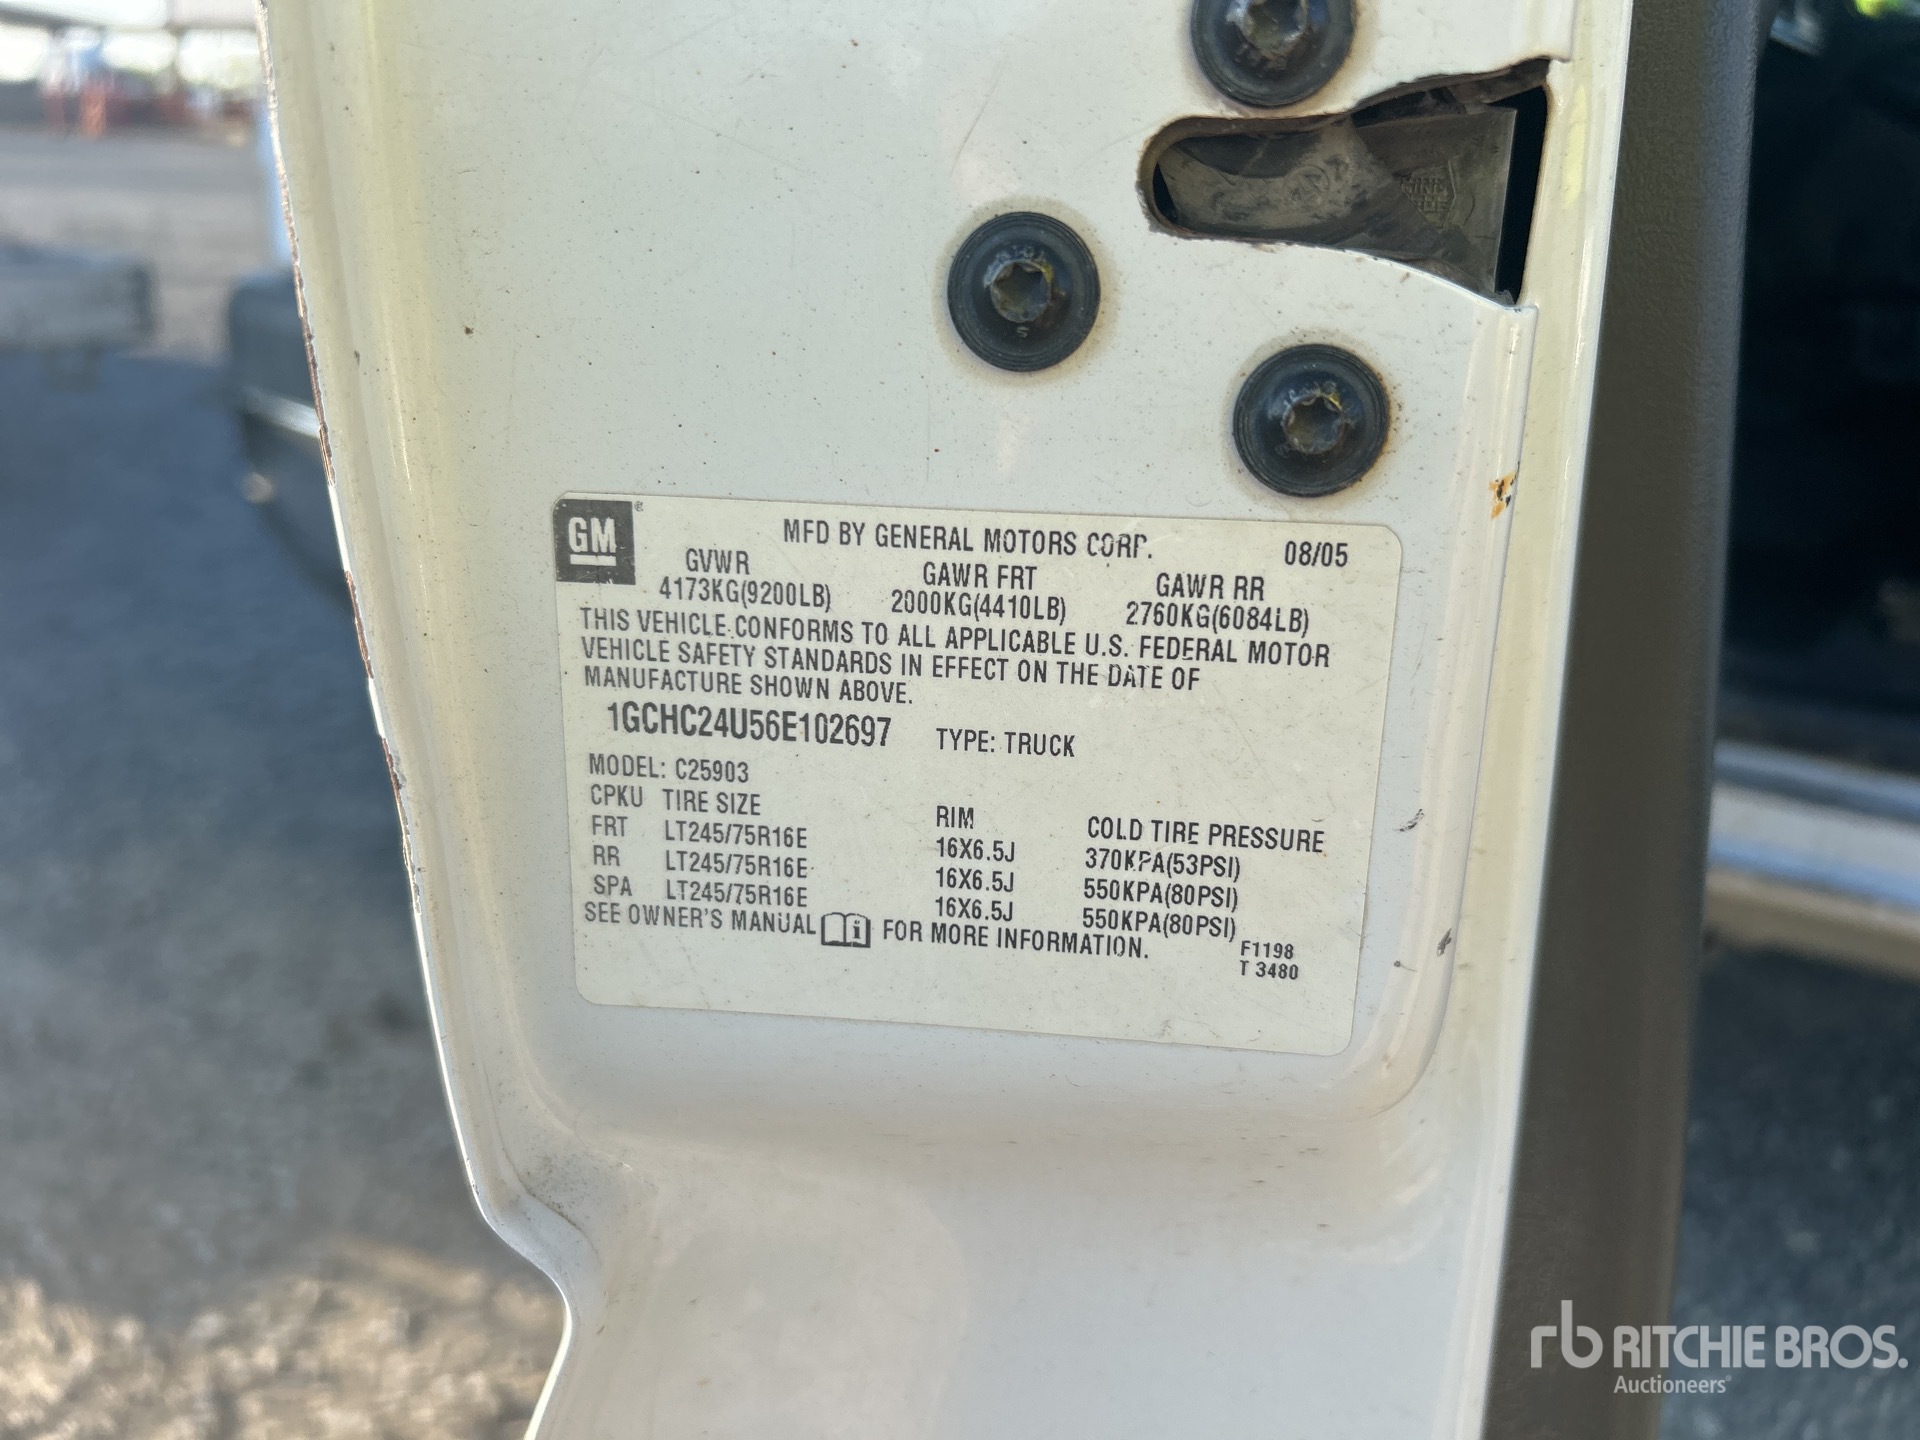 GM
MFD BY GENERAL MOTORS CORP. 08/05
GVWR GAWR FRT GAWR RR
4173KG(9200LB) 2000KG(4410LB) 2760KG(6084LB)
THIS VEHICLE CONFORMS TO ALL APPLICABLE U.S. FEDERAL MOTOR
VEHICLE SAFETY STANDARDS IN EFFECT ON THE DATE OF
MANUFACTURE SHOWN ABOVE.
1GCHC24U56E102697 TYPE: TRUCK
MODEL: C25903
CPKU TIRE SIZE RIM COLD TIRE PRESSURE
FRT LT245/75R16E 16X6.5J 370KPA(53PSI)
RR LT245/75R16E 16X6.5J 550KPA(80PSI)
SPA LT245/75R16E 16X6.5J 550KPA(80PSI)
SEE OWNER'S MANUAL FOR MORE INFORMATION.
F1198
T 3480
rb RITCHIE BROS.
Auctioneers